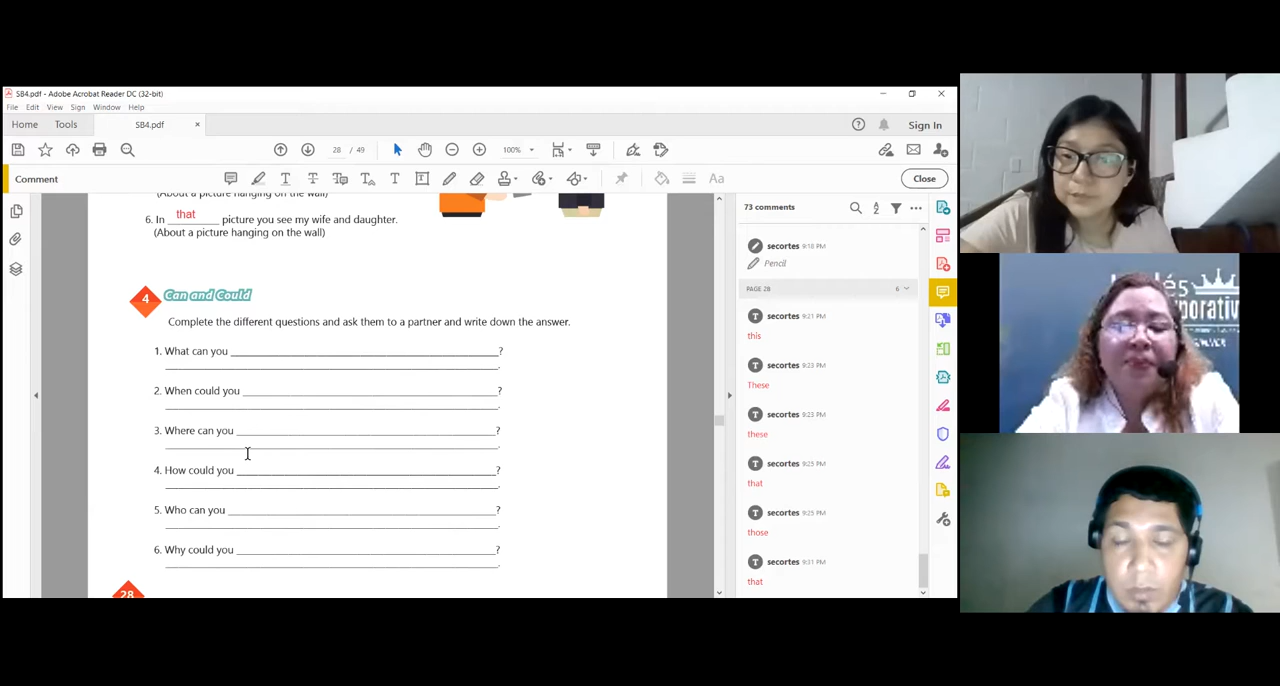 SB4.pdf - Adobe Acrobat Reader DC (32-bit)
File Edit View Sign Window Help
Home Tools SB4.pdf × Sign In
28 / 49 100%
Comment Close
(About a picture hanging on the wall)
6. In that picture you see my wife and daughter.
(About a picture hanging on the wall)
4 Can and Could
Complete the different questions and ask them to a partner and write down the answer.
1. What can you ?
.
2. When could you ?
.
3. Where can you ?
.
4. How could you ?
.
5. Who can you ?
.
6. Why could you ?
.
28
73 comments
secortes 9:18 PM
Pencil
PAGE 28 6
secortes 9:21 PM
this
secortes 9:23 PM
These
secortes 9:23 PM
these
secortes 9:25 PM
that
secortes 9:25 PM
those
secortes 9:31 PM
that